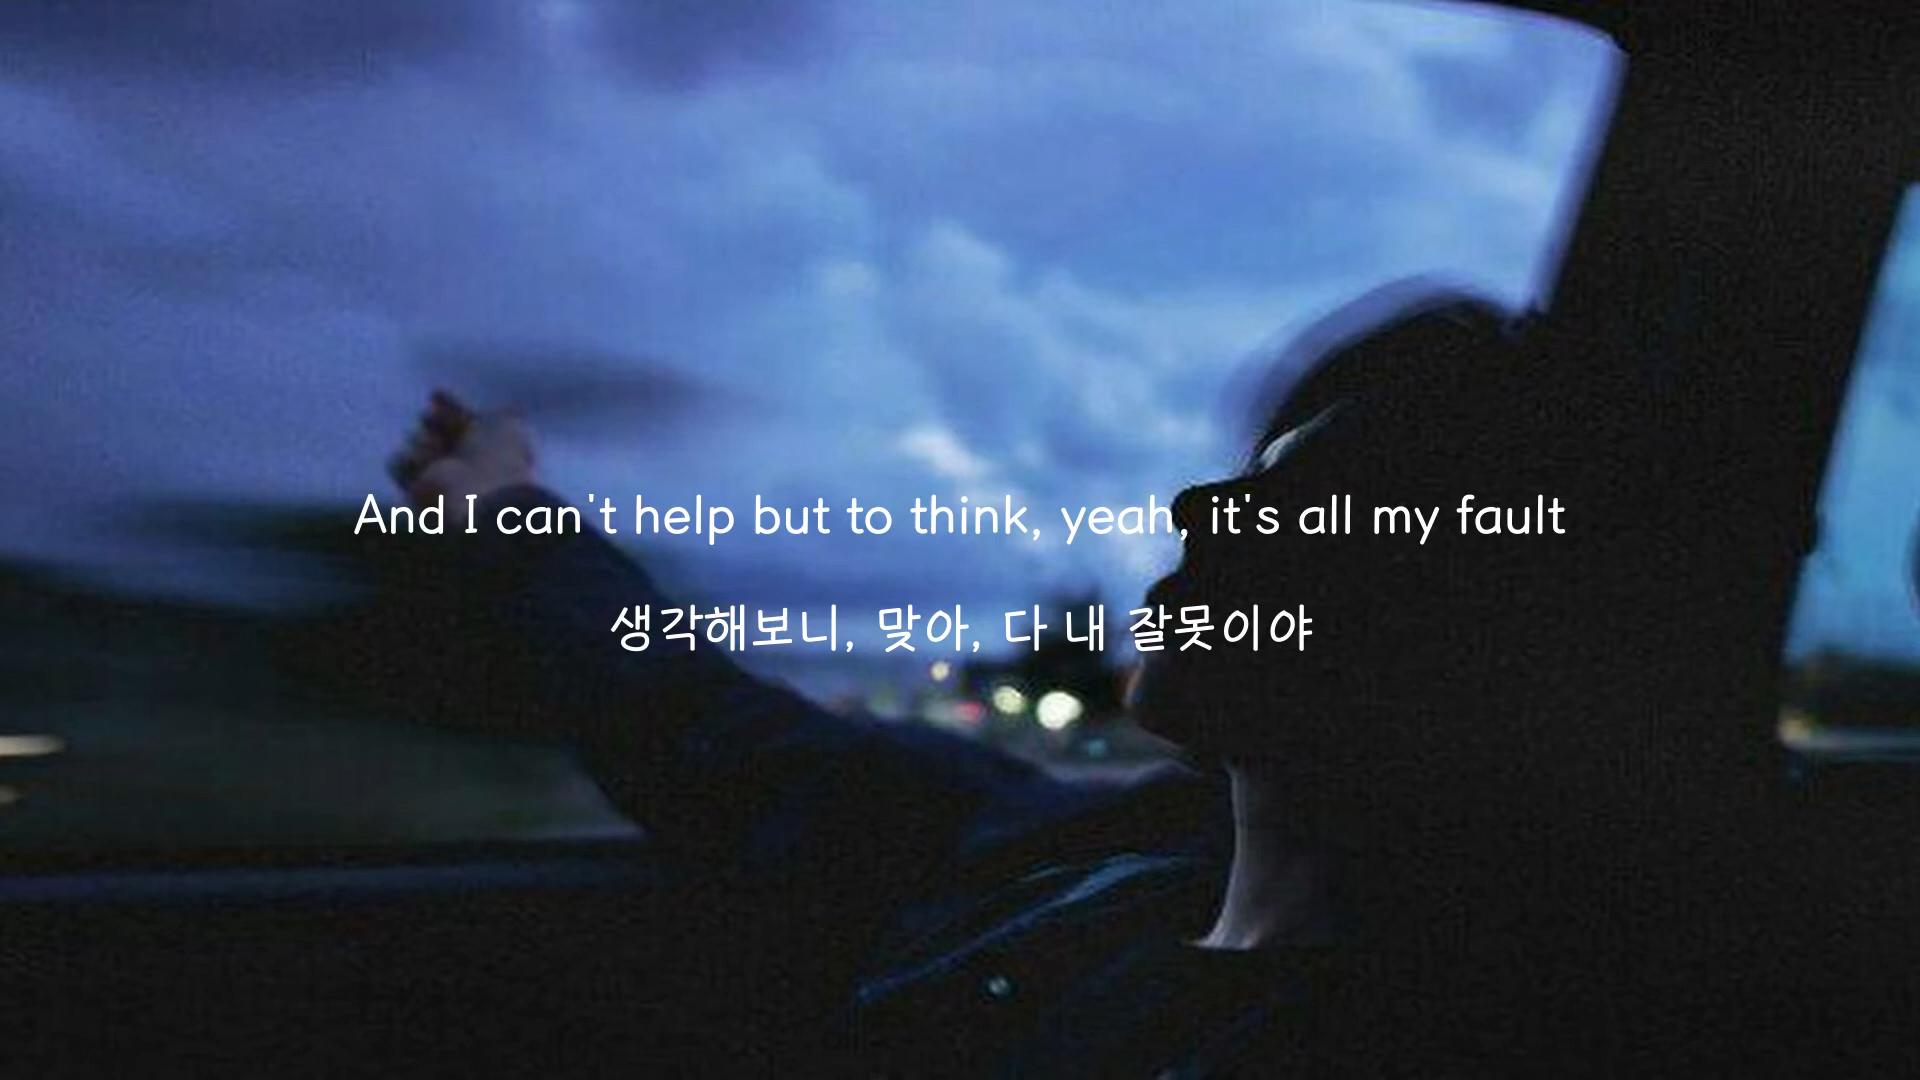 And I can't help but to think, yeah, it's all my fault
생각해보니, 맞아, 다 내 잘못이야